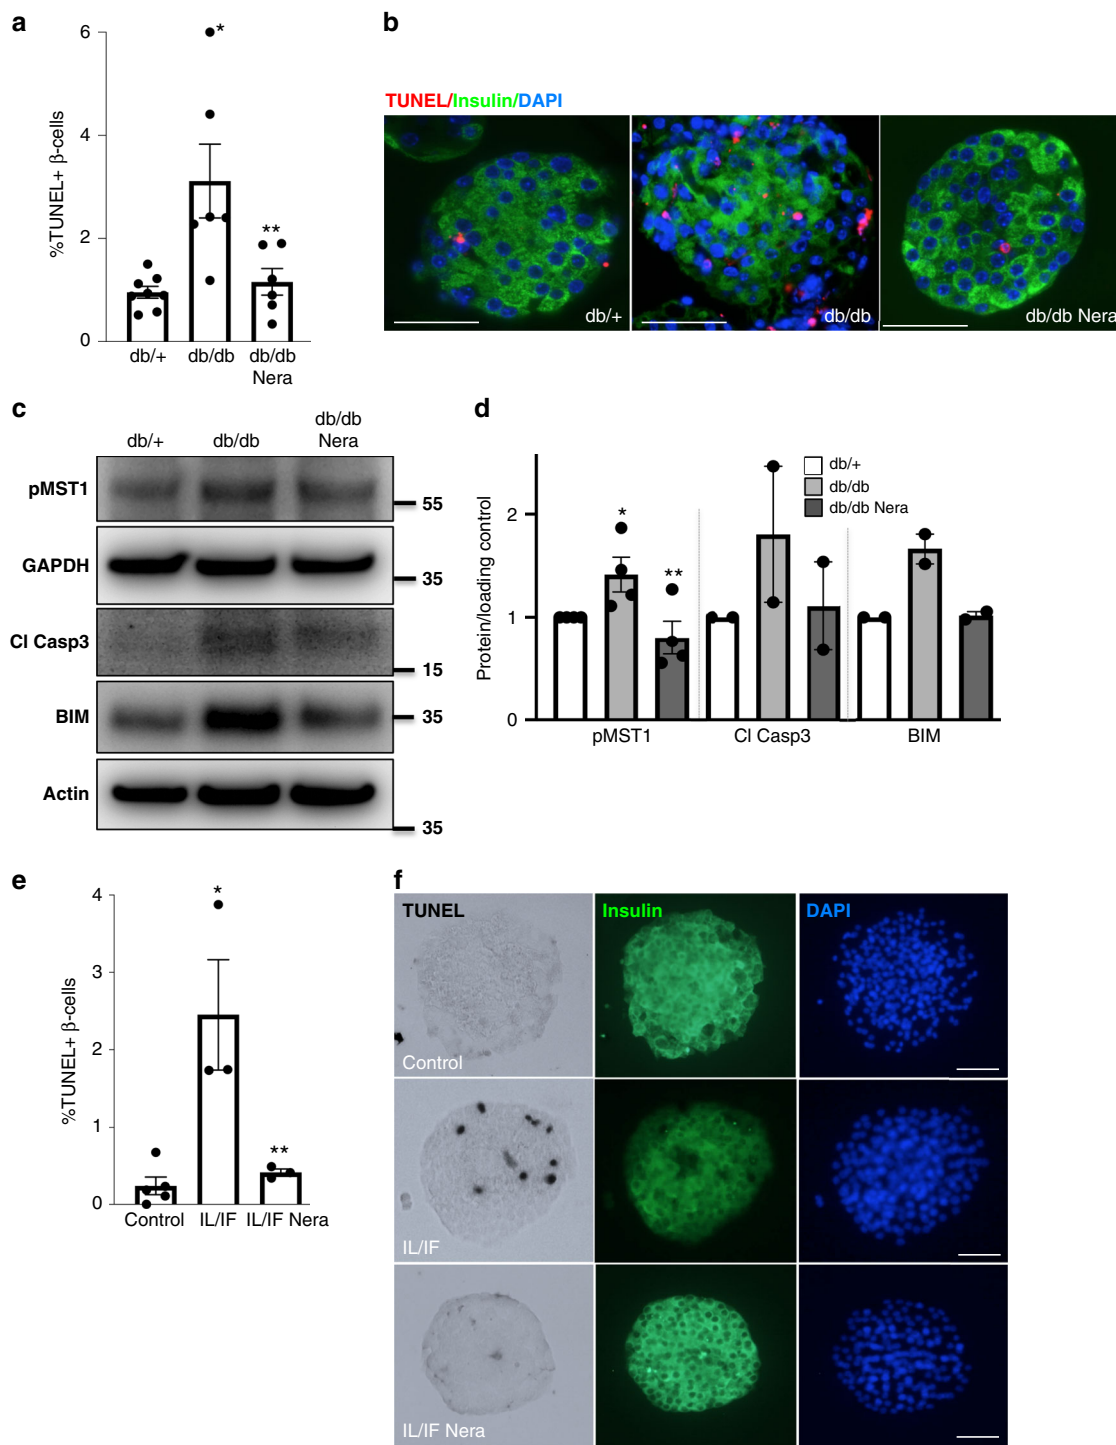 a
6
4
2
0
%TUNEL+ β-cells
*
**
db/+
db/db
db/db
Nera
b
TUNEL/Insulin/DAPI
db/+
db/db
db/db Nera
c
db/+
db/db
db/db
Nera
pMST1
55
GAPDH
35
Cl Casp3
15
BIM
35
Actin
35
d
Protein/loading control
2
1
0
db/+
db/db
db/db Nera
*
**
pMST1
Cl Casp3
BIM
e
%TUNEL+ β-cells
4
3
2
1
0
*
**
Control
IL/IF
IL/IF Nera
f
TUNEL
Insulin
DAPI
Control
IL/IF
IL/IF Nera